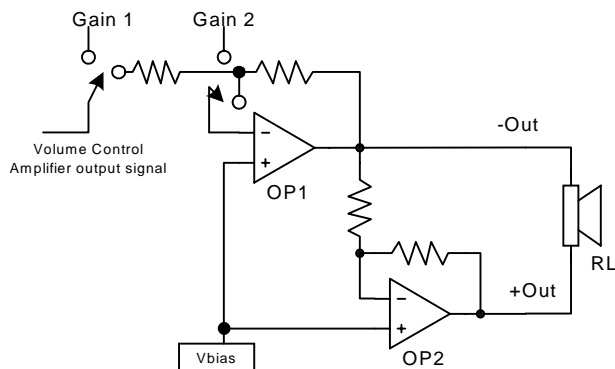 Gain 1
Gain 2
Volume Control
Amplifier output signal
-Out
OP1
RL
+Out
OP2
Vbias